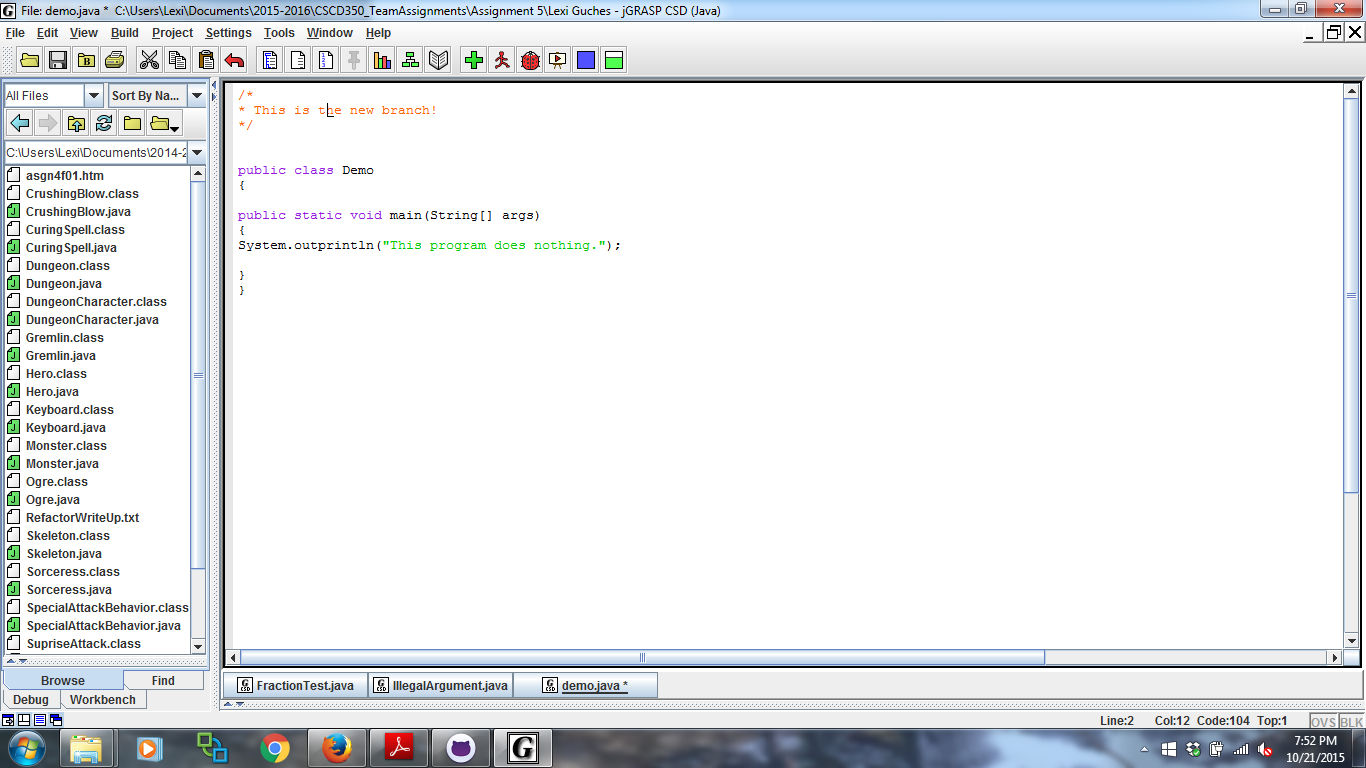 File: demo.java * C:\Users\Lexi\Documents\2015-2016\CSCD350_TeamAssignments\Assignment 5\Lexi Guches - jGRASP CSD (Java)
File Edit View Build Project Settings Tools Window Help
All Files Sort By Na...
C:\Users\Lexi\Documents\2014-2
asgn4f01.htm
CrushingBlow.class
CrushingBlow.java
CuringSpell.class
CuringSpell.java
Dungeon.class
Dungeon.java
DungeonCharacter.class
DungeonCharacter.java
Gremlin.class
Gremlin.java
Hero.class
Hero.java
Keyboard.class
Keyboard.java
Monster.class
Monster.java
Ogre.class
Ogre.java
RefactorWriteUp.txt
Skeleton.class
Skeleton.java
Sorceress.class
Sorceress.java
SpecialAttackBehavior.class
SpecialAttackBehavior.java
SupriseAttack.class
Browse Find
Debug Workbench
/*
* This is the new branch!
*/
public class Demo
{
public static void main(String[] args)
{
System.outprintln("This program does nothing.");
}
}
FractionTest.java IllegalArgument.java demo.java *
Line:2 Col:12 Code:104 Top:1 OVS BLK
7:52 PM
10/21/2015